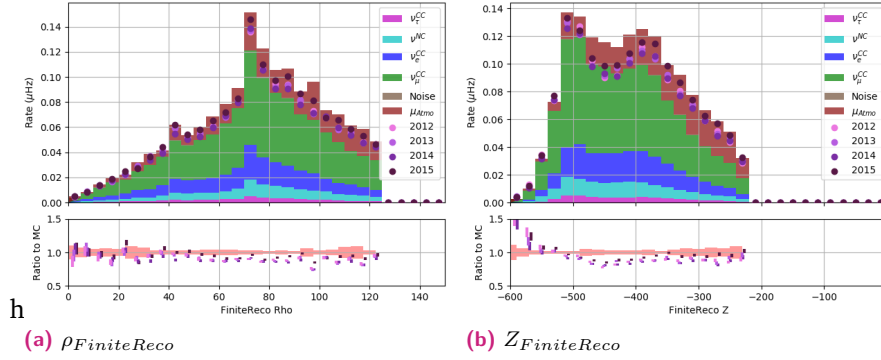 0.14
0.12
0.10
0.08
0.06
0.04
0.02
0.00
Rate (μHz)
ν_τ^CC
ν^NC
ν_e^CC
ν_μ^CC
Noise
μ_Atmo
2012
2013
2014
2015
1.5
1.0
0.5
Ratio to MC
0 20 40 60 80 100 120 140
FiniteReco Rho
0.14
0.12
0.10
0.08
0.06
0.04
0.02
0.00
Rate (μHz)
ν_τ^CC
ν^NC
ν_e^CC
ν_μ^CC
Noise
μ_Atmo
2012
2013
2014
2015
1.5
1.0
0.5
Ratio to MC
−600 −500 −400 −300 −200 −100 0
FiniteReco Z
h
(a) ρ_FiniteReco
(b) Z_FiniteReco